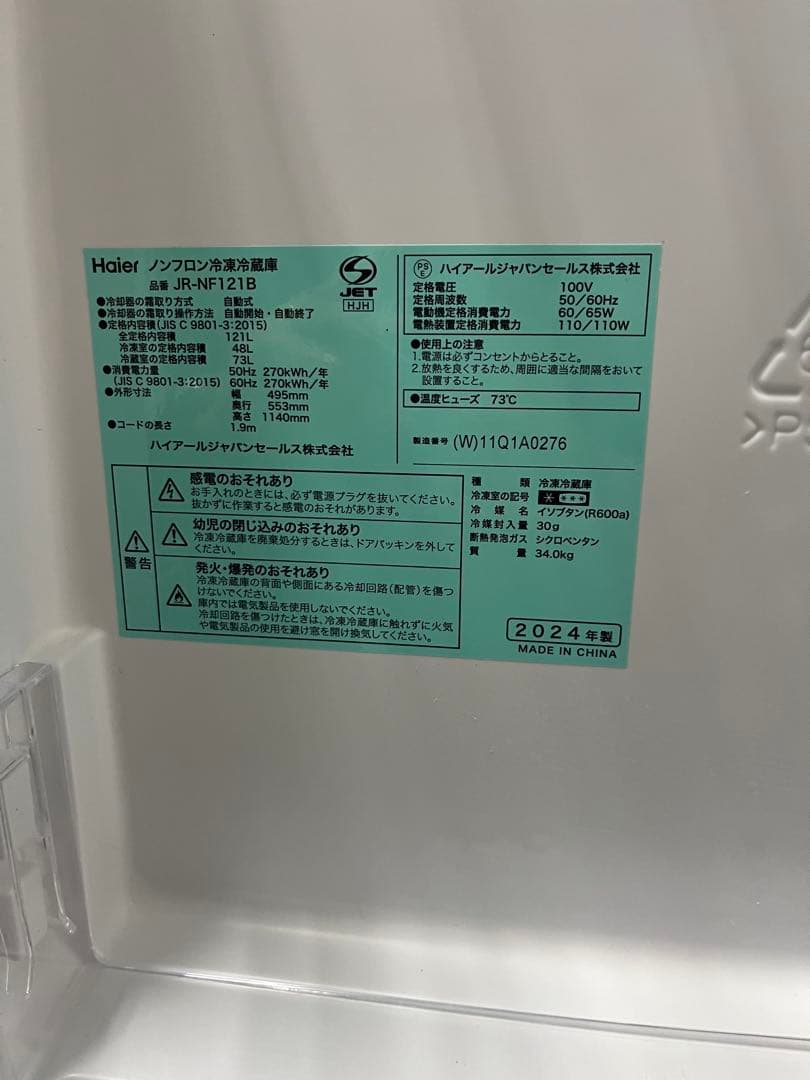 Haier ノンフロン冷凍冷蔵庫
品番 JR-NF121B
JET
HJH
●冷却器の霜取り方式 自動式
●冷却器の霜取り操作方法 自動開始・自動終了
●定格内容積(JIS C 9801-3:2015)
全定格内容積 121L
冷凍室の定格内容積 48L
冷蔵室の定格内容積 73L
●消費電力量 50Hz 270kWh/年
(JIS C 9801-3:2015) 60Hz 270kWh/年
●外形寸法 幅 495mm
奥行 553mm
高さ 1140mm
●コードの長さ 1.9m
ハイアールジャパンセールス株式会社
PSE ハイアールジャパンセールス株式会社
定格電圧 100V
定格周波数 50/60Hz
電動機定格消費電力 60/65W
電熱装置定格消費電力 110/110W
●使用上の注意
1.電源は必ずコンセントからとること。
2.放熱を良くするため、周囲に適当な間隔をおいて
設置すること。
●温度ヒューズ 73℃
製造番号 (W)11Q1A0276
警告
感電のおそれあり
お手入れのときには、必ず電源プラグを抜いてください。
抜かずに作業すると感電のおそれがあります。
幼児の閉じ込みのおそれあり
冷凍冷蔵庫を廃棄処分するときは、ドアパッキンを外して
ください。
発火・爆発のおそれあり
冷凍冷蔵庫の背面や側面にある冷却回路(配管)を傷つ
けないでください。
庫内では電気製品を使用しないでください。
冷却回路を傷つけたときは、冷凍冷蔵庫に触れずに火気
や電気製品の使用を避け窓を開け換気してください。
種類 冷凍冷蔵庫
冷凍室の記号
冷媒名 イソブタン(R600a)
冷媒封入量 30g
断熱発泡ガス シクロペンタン
質量 34.0kg
2024年製
MADE IN CHINA
>PS